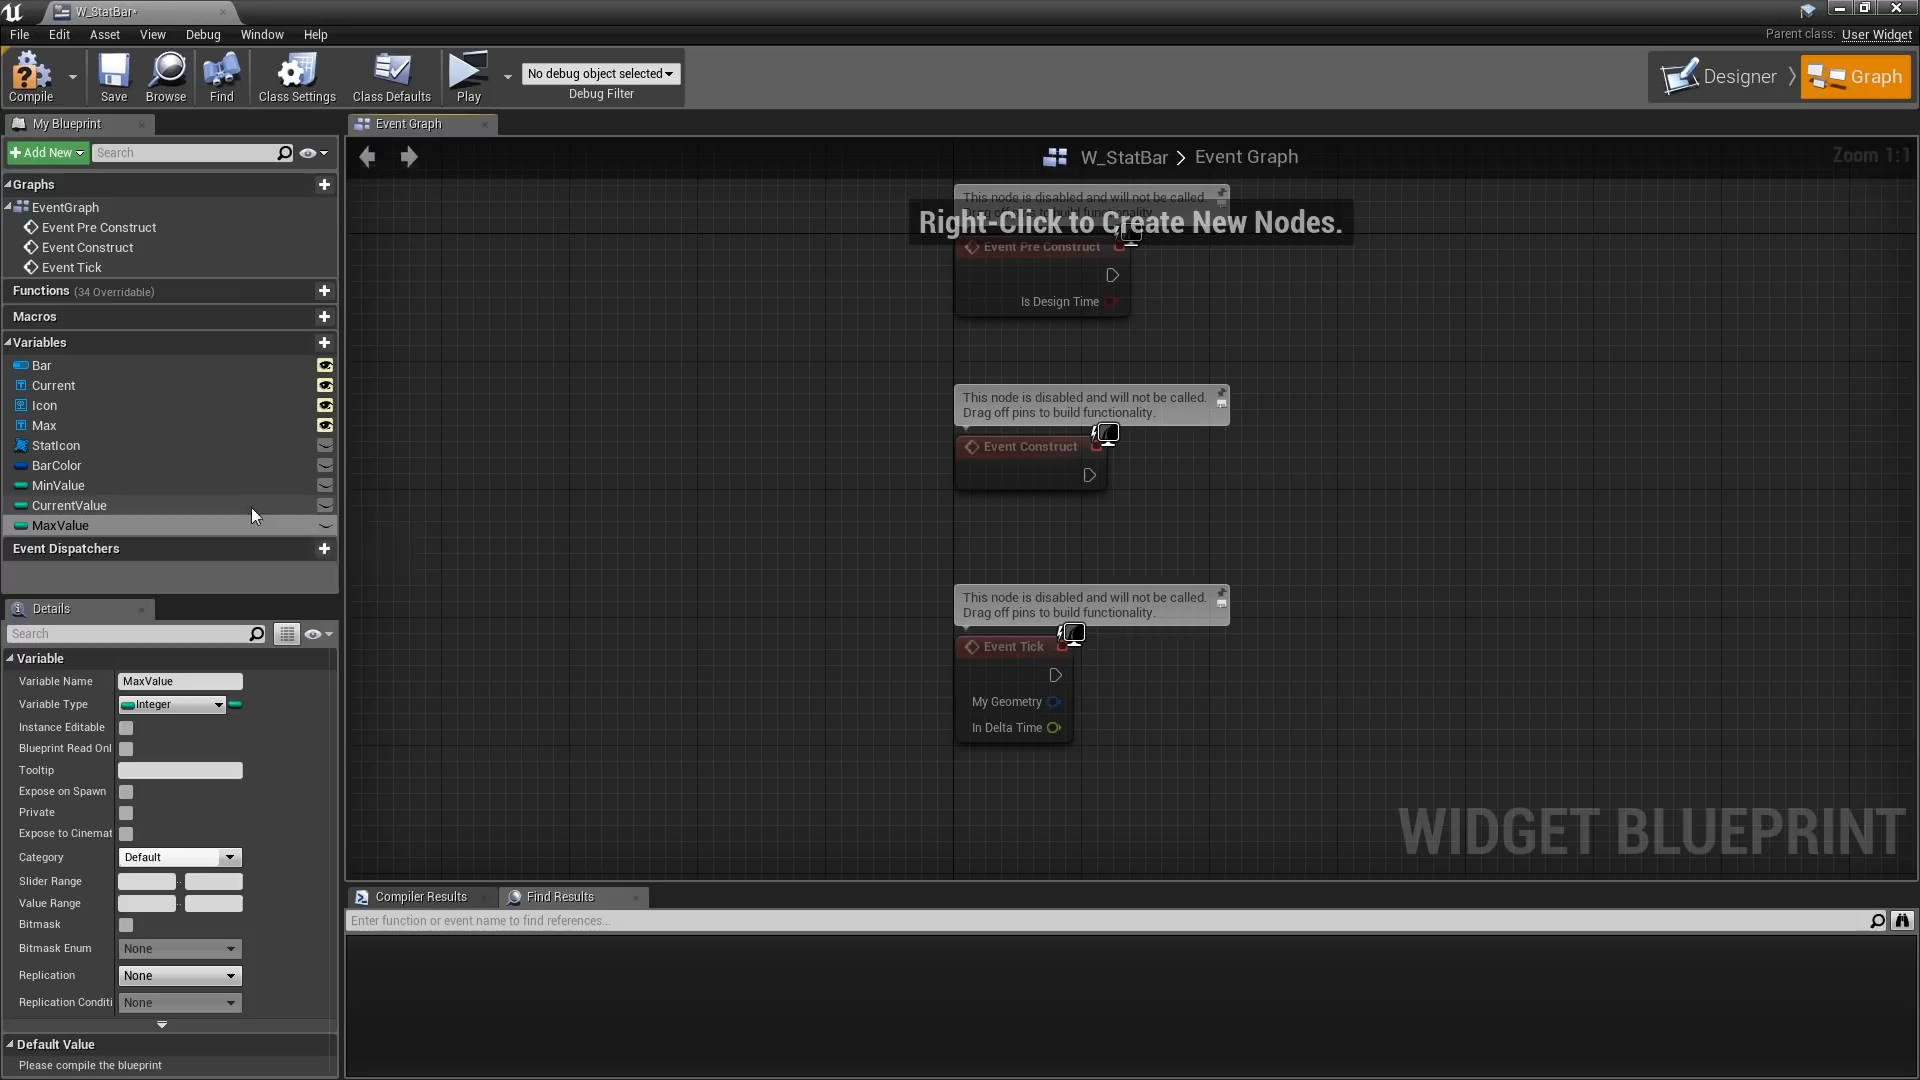 W_StatBar*
File Edit Asset View Debug Window Help
Parent class: User Widget
Compile Save Browse Find Class Settings Class Defaults Play
No debug object selected
Debug Filter
Designer
Graph
My Blueprint
Event Graph
Add New
Search
W_StatBar > Event Graph
Zoom 1:1
Graphs
EventGraph
Event Pre Construct
Event Construct
Event Tick
Functions (34 Overridable)
Macros
Variables
Bar
Current
Icon
Max
StatIcon
BarColor
MinValue
CurrentValue
MaxValue
Event Dispatchers
This node is disabled and will not be called.
Drag off pins to build functionality.
Right-Click to Create New Nodes.
Event Pre Construct
Is Design Time
This node is disabled and will not be called.
Drag off pins to build functionality.
Event Construct
This node is disabled and will not be called.
Drag off pins to build functionality.
Event Tick
My Geometry
In Delta Time
WIDGET BLUEPRINT
Details
Search
Variable
Variable Name MaxValue
Variable Type Integer
Instance Editable
Blueprint Read Onl
Tooltip
Expose on Spawn
Private
Expose to Cinemat
Category Default
Slider Range
Value Range
Bitmask
Bitmask Enum None
Replication None
Replication Conditi None
Default Value
Please compile the blueprint
Compiler Results
Find Results
Enter function or event name to find references...